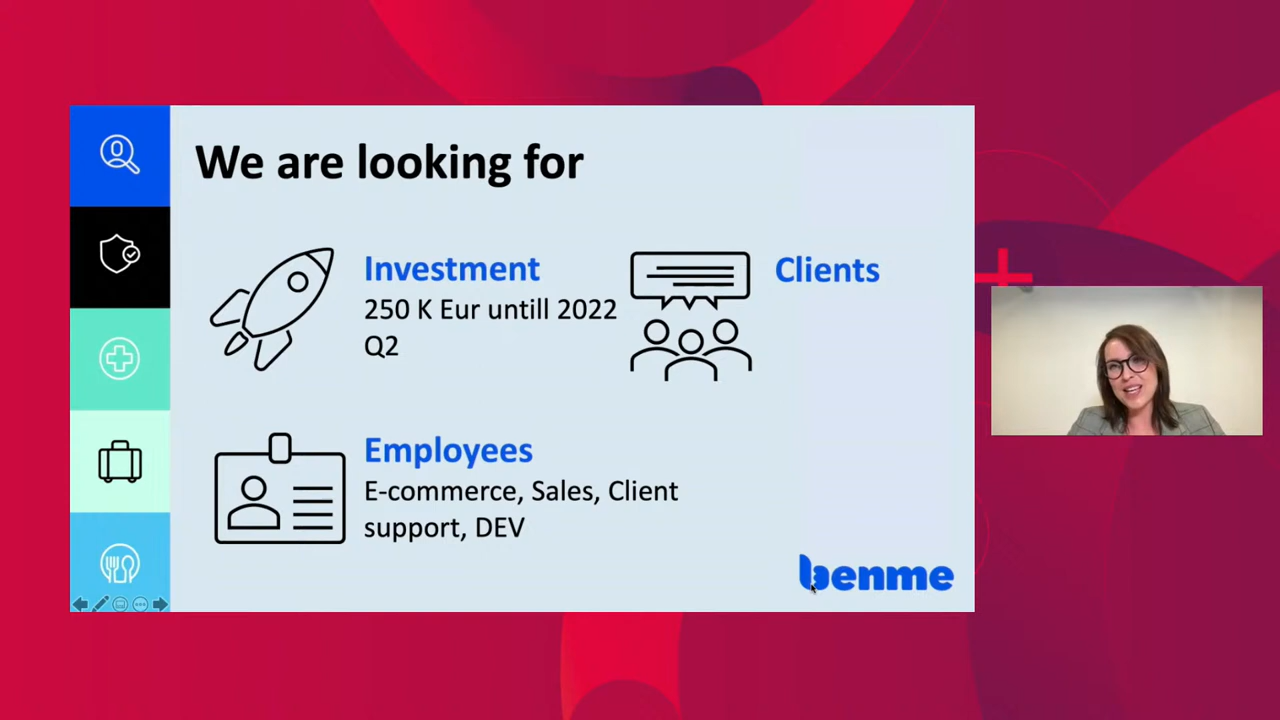 We are looking for
Investment
250 K Eur untill 2022
Q2
Clients
Employees
E-commerce, Sales, Client
support, DEV
benme